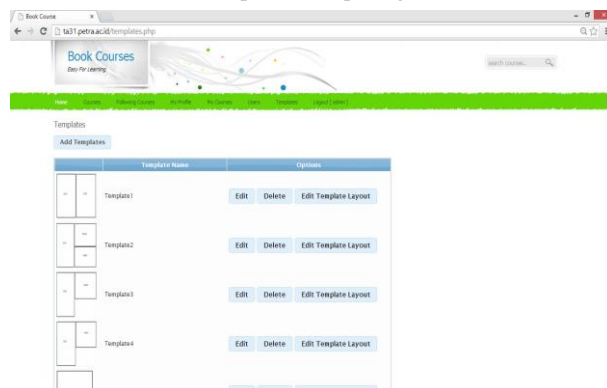 Book Course
ta31.petra.ac.id/templates.php
Book Courses
Easy For Learning
search courses...
Home Courses Following Courses My Profile My Courses Users Templates Logout [admin]
Templates
Add Templates
Template Name Options
Template1 Edit Delete Edit Template Layout
Template2 Edit Delete Edit Template Layout
Template3 Edit Delete Edit Template Layout
Template4 Edit Delete Edit Template Layout